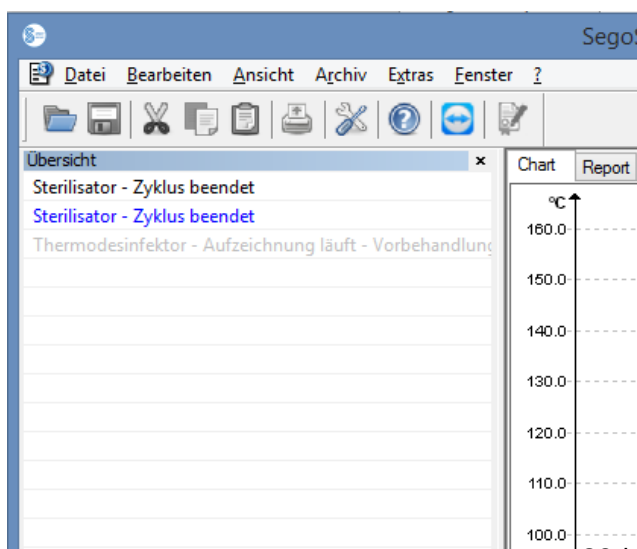 Sego
Datei Bearbeiten Ansicht Archiv Extras Fenster ?
Übersicht
Sterilisator - Zyklus beendet
Sterilisator - Zyklus beendet
Thermodesinfektor - Aufzeichnung läuft - Vorbehandlung
Chart Report
°C
160.0
150.0
140.0
130.0
120.0
110.0
100.0